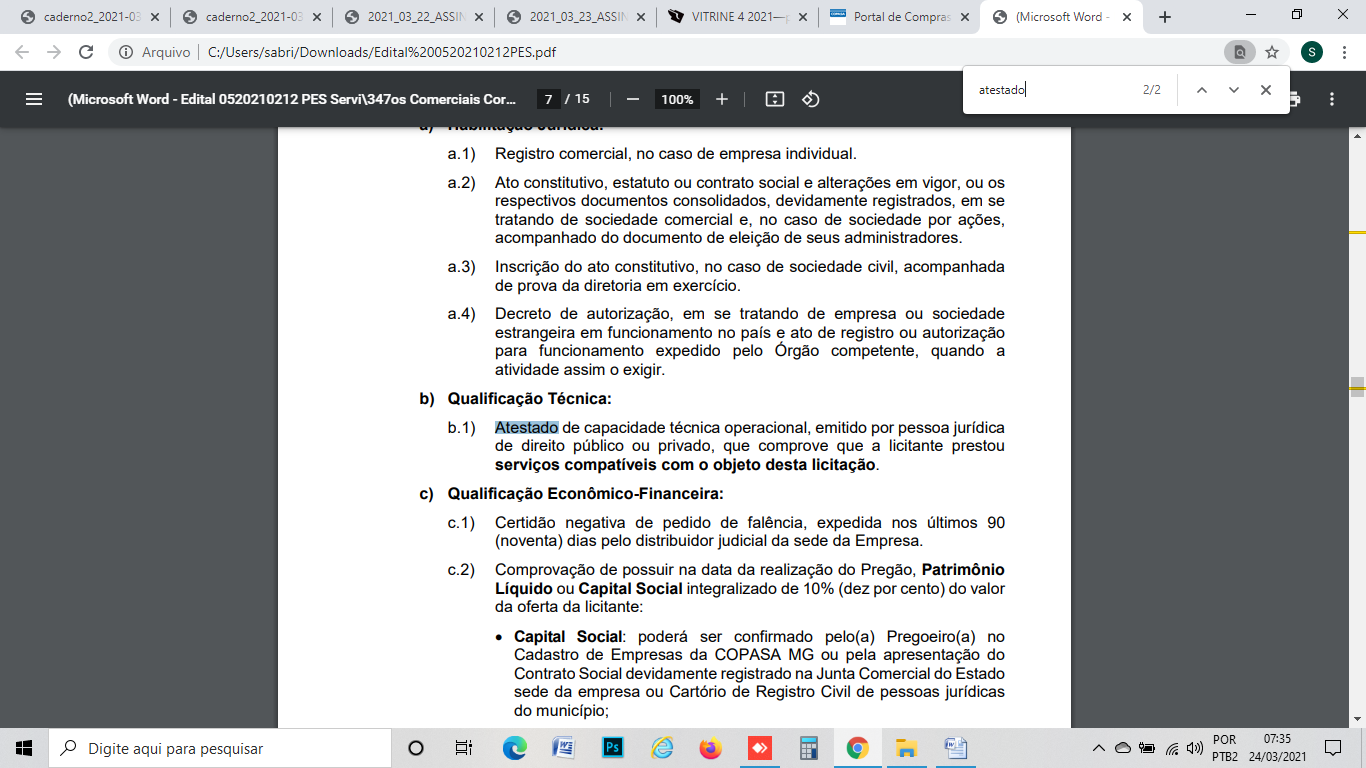 caderno2_2021-03
caderno2_2021-03
2021_03_22_ASSIN
2021_03_23_ASSIN
VITRINE 4 2021—p
Portal de Compras
(Microsoft Word -
Arquivo
C:/Users/sabri/Downloads/Edital%200520210212PES.pdf
S
(Microsoft Word - Edital 0520210212 PES Servi\347os Comerciais Cor...
7 / 15
100%
atestado
2/2
a) Habilitação Jurídica:
a.1) Registro comercial, no caso de empresa individual.
a.2) Ato constitutivo, estatuto ou contrato social e alterações em vigor, ou os
respectivos documentos consolidados, devidamente registrados, em se
tratando de sociedade comercial e, no caso de sociedade por ações,
acompanhado do documento de eleição de seus administradores.
a.3) Inscrição do ato constitutivo, no caso de sociedade civil, acompanhada
de prova da diretoria em exercício.
a.4) Decreto de autorização, em se tratando de empresa ou sociedade
estrangeira em funcionamento no país e ato de registro ou autorização
para funcionamento expedido pelo Órgão competente, quando a
atividade assim o exigir.
b) Qualificação Técnica:
b.1) Atestado de capacidade técnica operacional, emitido por pessoa jurídica
de direito público ou privado, que comprove que a licitante prestou
serviços compatíveis com o objeto desta licitação.
c) Qualificação Econômico-Financeira:
c.1) Certidão negativa de pedido de falência, expedida nos últimos 90
(noventa) dias pelo distribuidor judicial da sede da Empresa.
c.2) Comprovação de possuir na data da realização do Pregão, Patrimônio
Líquido ou Capital Social integralizado de 10% (dez por cento) do valor
da oferta da licitante:
• Capital Social: poderá ser confirmado pelo(a) Pregoeiro(a) no
Cadastro de Empresas da COPASA MG ou pela apresentação do
Contrato Social devidamente registrado na Junta Comercial do Estado
sede da empresa ou Cartório de Registro Civil de pessoas jurídicas
do município;
Digite aqui para pesquisar
Ps
POR
PTB2
07:35
24/03/2021